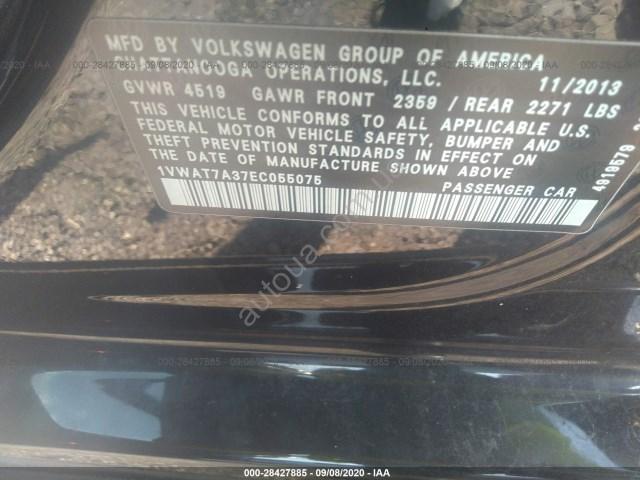 MFD BY VOLKSWAGEN GROUP OF AMERICA
CHATTANOOGA OPERATIONS, LLC. 11/2013
GVWR 4519 GAWR FRONT 2359 / REAR 2271 LBS
THIS VEHICLE CONFORMS TO ALL APPLICABLE U.S.
FEDERAL MOTOR VEHICLE SAFETY, BUMPER AND
THEFT PREVENTION STANDARDS IN EFFECT ON
THE DATE OF MANUFACTURE SHOWN ABOVE
1VWAT7A37EC055075 PASSENGER CAR
4919579
autoua.com
000-28427885 - 09/08/2020 - IAA